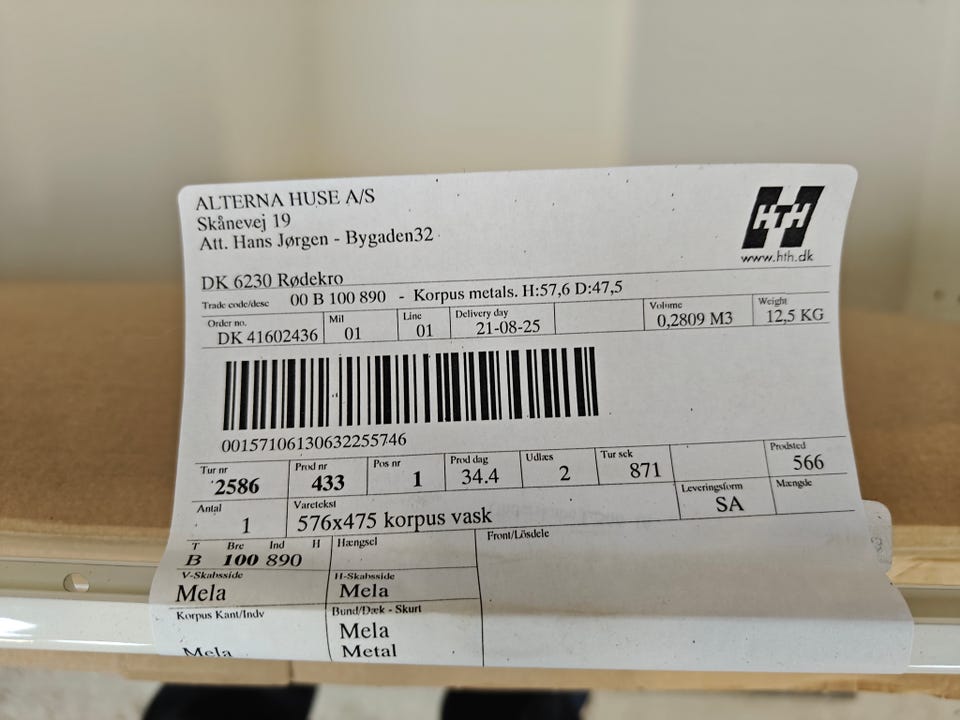 ALTERNA HUSE A/S
Skånevej 19
Att. Hans Jørgen - Bygaden32
HTH
www.hth.dk
DK 6230 Rødekro
Trade code/desc 00 B 100 890 - Korpus metals. H:57,6 D:47,5
Order no. Mil Line Delivery day Volume Weight
DK 41602436 01 01 21-08-25 0,2809 M3 12,5 KG
00157106130632255746
Tur nr Prod nr Pos nr Prod dag Udlæs Tur sek Prodsted
2586 433 1 34.4 2 871 566
Antal Varetekst Leveringsform Mængde
1 576x475 korpus vask SA
T Bre Ind H Hængsel Front/Lösdele
B 100 890
V-Skabsside H-Skabsside
Mela Mela
Korpus Kant/Indv Bund/Dæk - Skurt
Mela
Mela Metal